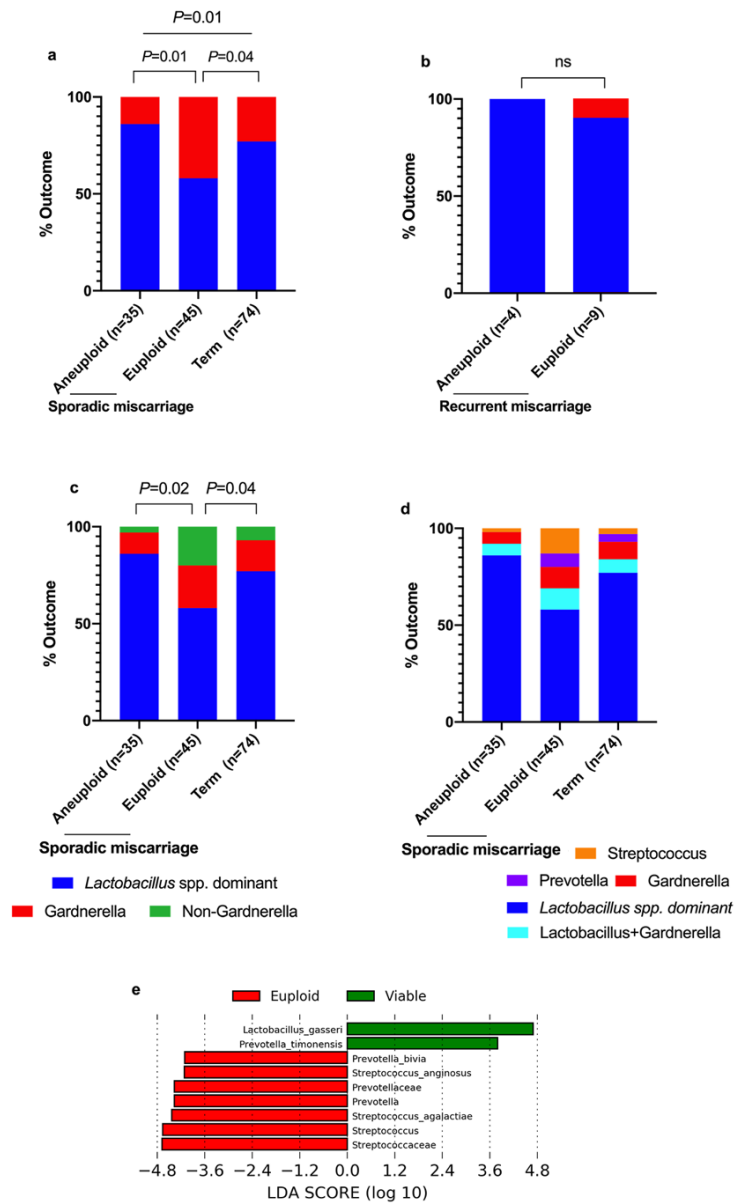 a
P=0.01
P=0.01 P=0.04
100
50
0
% Outcome
Aneuploid (n=35)
Euploid (n=45)
Term (n=74)
Sporadic miscarriage
b
ns
100
50
0
% Outcome
Aneuploid (n=4)
Euploid (n=9)
Recurrent miscarriage
c
P=0.02 P=0.04
100
50
0
% Outcome
Aneuploid (n=35)
Euploid (n=45)
Term (n=74)
Sporadic miscarriage
Lactobacillus spp. dominant
Gardnerella Non-Gardnerella
d
100
50
0
% Outcome
Aneuploid (n=35)
Euploid (n=45)
Term (n=74)
Sporadic miscarriage
Streptococcus
Prevotella Gardnerella
Lactobacillus spp. dominant
Lactobacillus+Gardnerella
e
Euploid Viable
Lactobacillus_gasseri
Prevotella_timonensis
Prevotella_bivia
Streptococcus_anginosus
Prevotellaceae
Prevotella
Streptococcus_agalactiae
Streptococcus
Streptococcaceae
−4.8 −3.6 −2.4 −1.2 0.0 1.2 2.4 3.6 4.8
LDA SCORE (log 10)